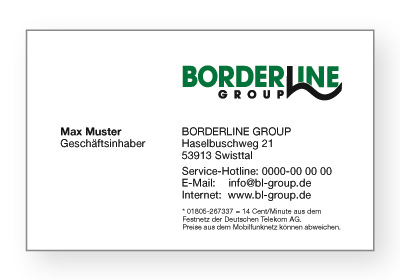 BORDERLINE
GROUP
Max Muster
Geschäftsinhaber
BORDERLINE GROUP
Haselbuschweg 21
53913 Swisttal
Service-Hotline: 0000-00 00 00
E-Mail: info@bl-group.de
Internet: www.bl-group.de
* 01805-267337 = 14 Cent/Minute aus dem
Festnetz der Deutschen Telekom AG.
Preise aus dem Mobilfunknetz können abweichen.